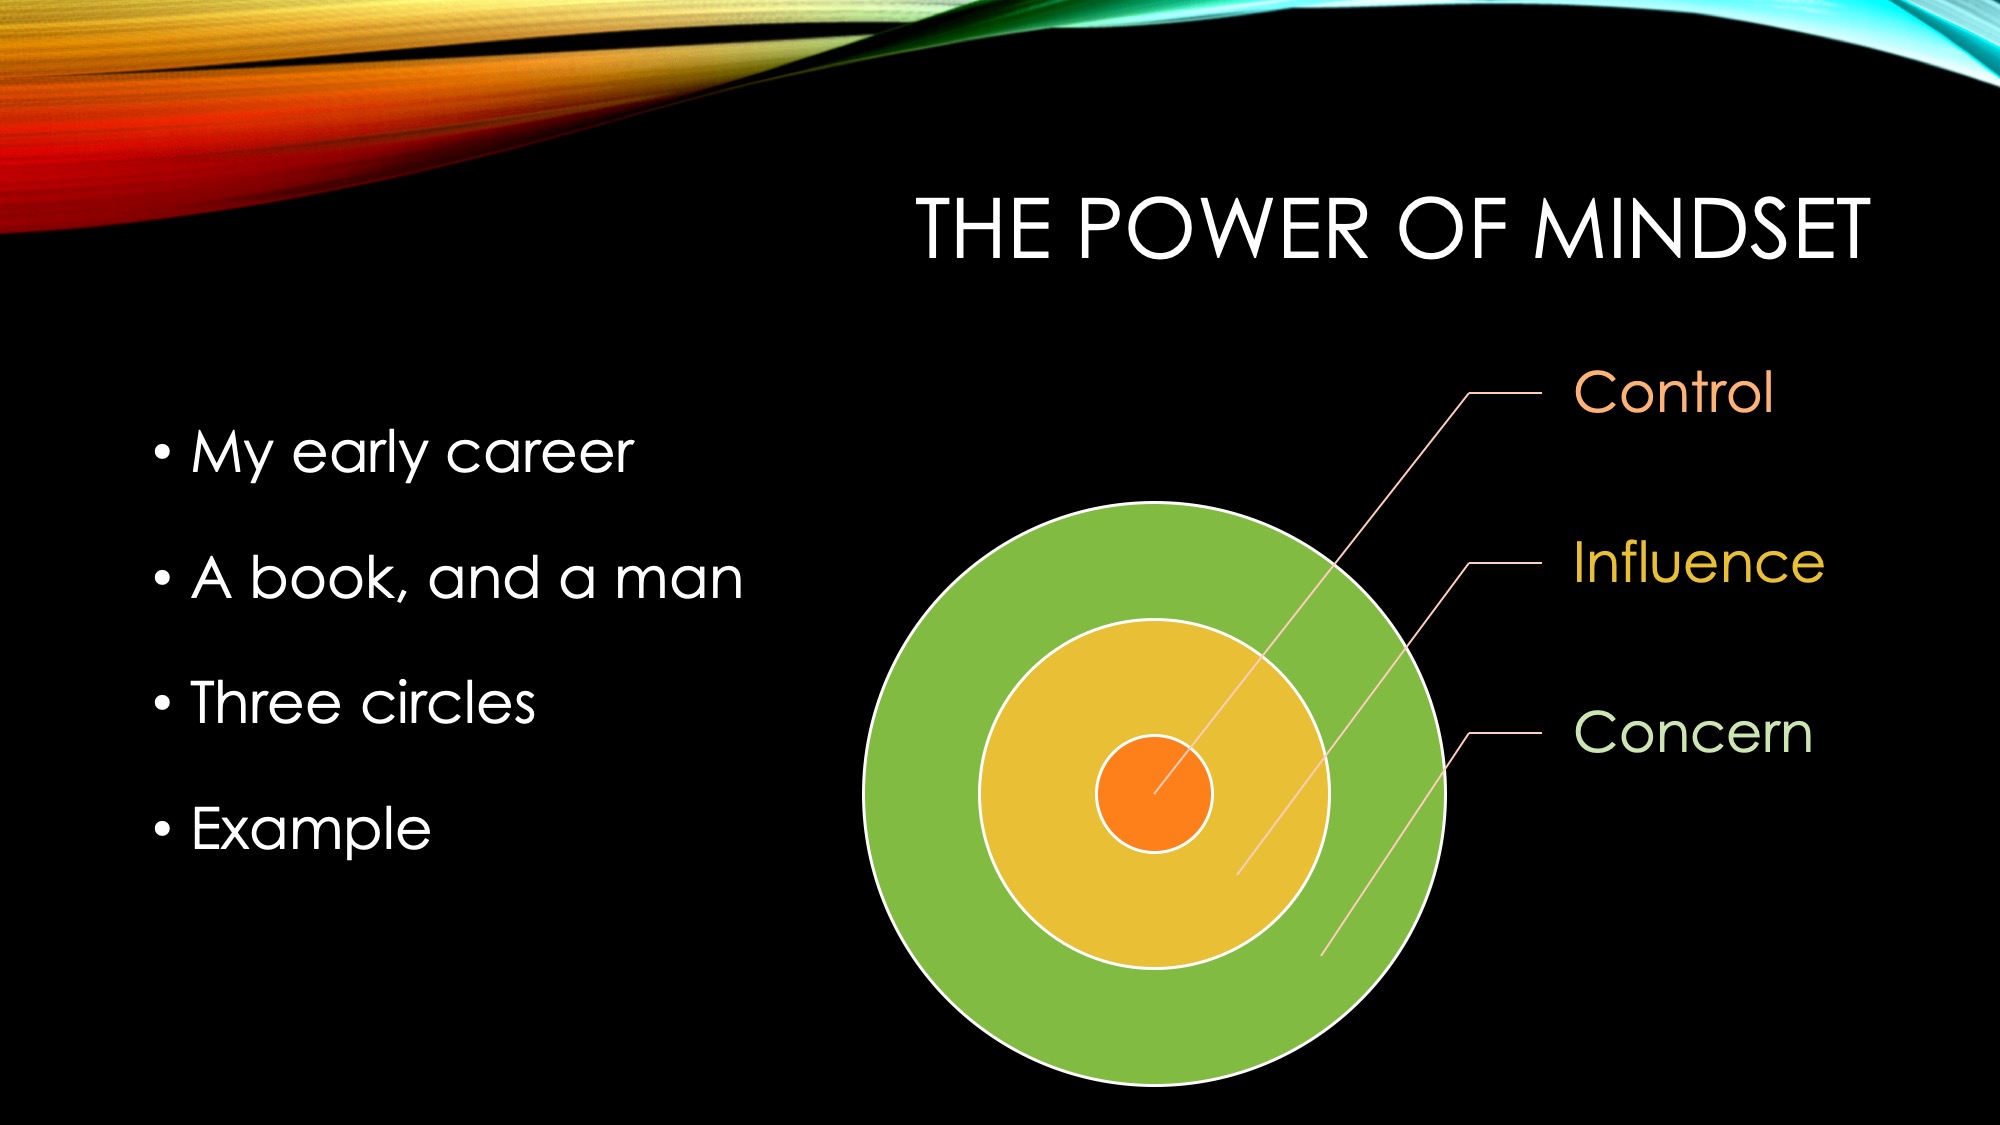 THE POWER OF MINDSET
• My early career
• A book, and a man
• Three circles
• Example
Control
Influence
Concern